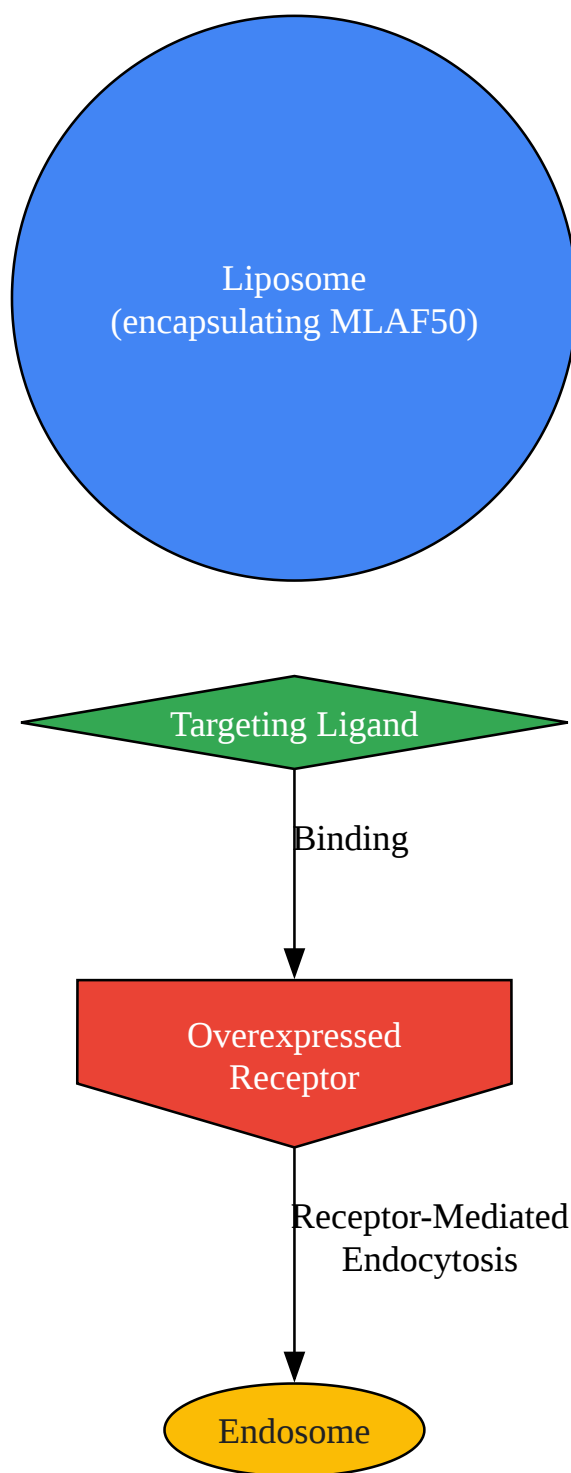 Liposome
(encapsulating MLAF50)
Targeting Ligand
Binding
Overexpressed
Receptor
Receptor-Mediated
Endocytosis
Endosome